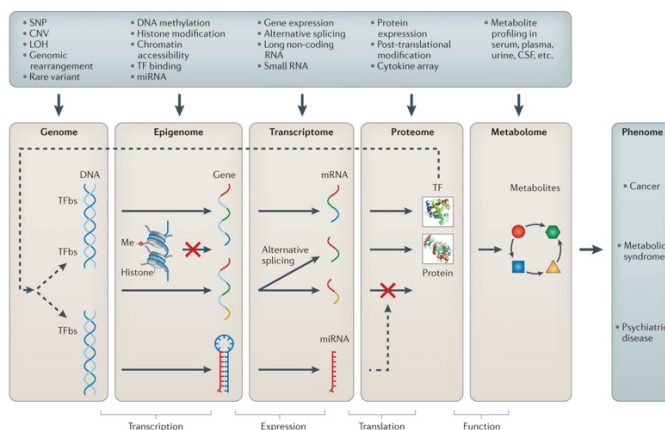 • SNP
• CNV
• LOH
• Genomic
rearrangement
• Rare variant
• DNA methylation
• Histone modification
• Chromatin
accessibility
• TF binding
• miRNA
• Gene expression
• Alternative splicing
• Long non-coding
RNA
• Small RNA
• Protein
expresssion
• Post-translational
modification
• Cytokine array
• Metabolite
profiling in
serum, plasma,
urine, CSF, etc.
Genome
Epigenome
Transcriptome
Proteome
Metabolome
Phenome
DNA
Gene
mRNA
TF
Metabolites
TFbs
• Cancer
TFbs
Me
Histone
Alternative
splicing
Protein
• Metabolic
syndrome
TFbs
miRNA
• Psychiatric
disease
Transcription
Expression
Translation
Function